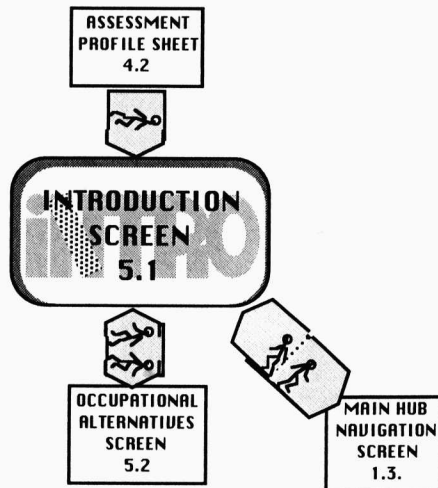 ASSESSMENT
PROFILE SHEET
4.2
INTRO
INTRODUCTION
SCREEN
5.1
OCCUPATIONAL
ALTERNATIVES
SCREEN
5.2
MAIN HUB
NAVIGATION
SCREEN
1.3.